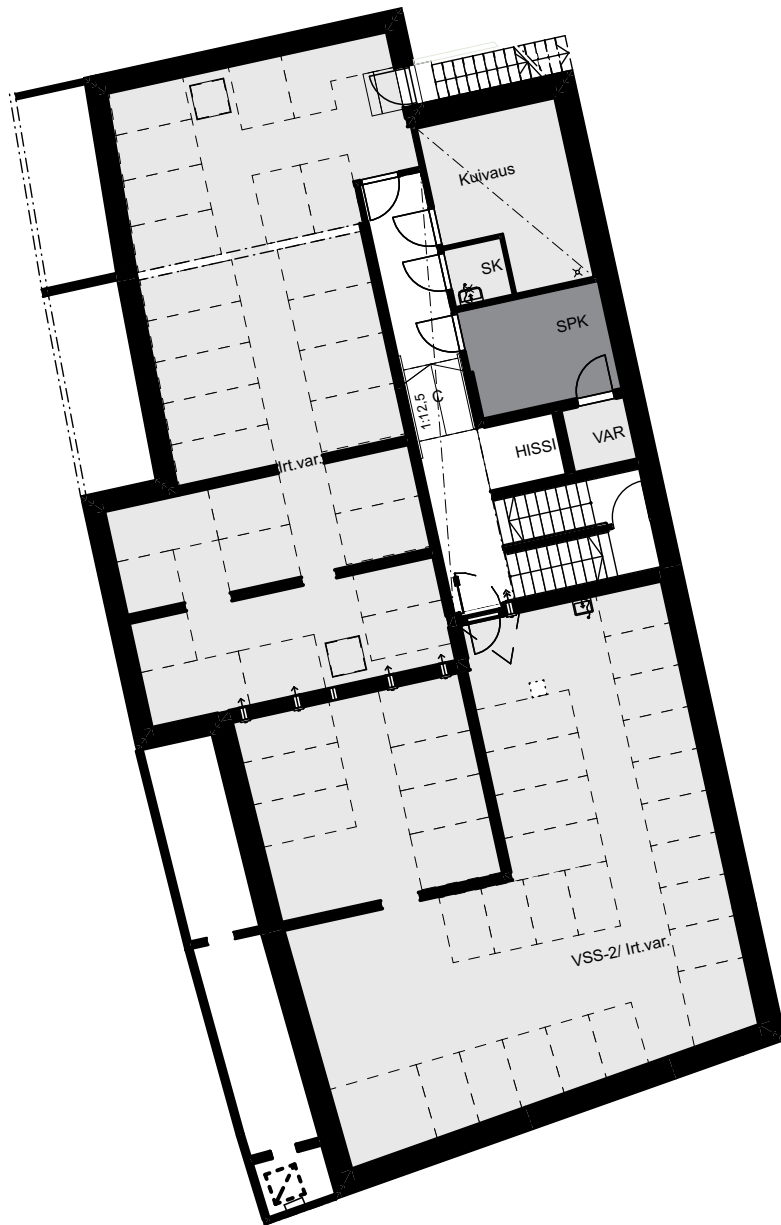 Kuivaus
SK
SPK
1:12,5
C
HISSI
VAR
Irt.var.
VSS-2/ Irt.var.